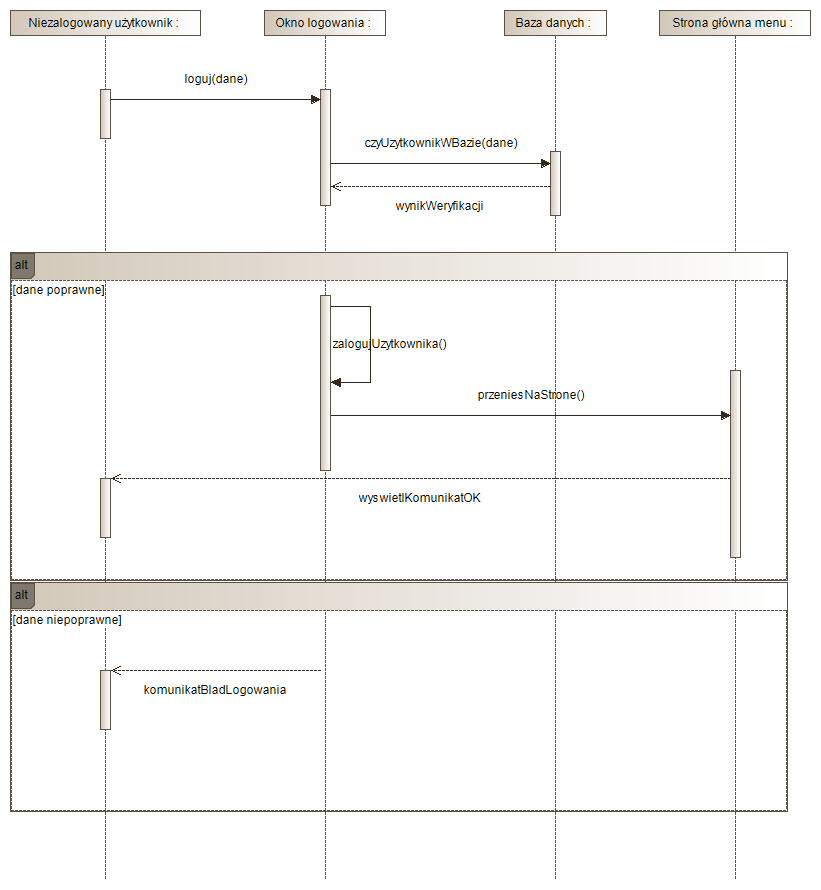 Niezalogowany użytkownik :
Okno logowania :
Baza danych :
Strona główna menu :
loguj(dane)
czyUzytkownikWBazie(dane)
wynikWeryfikacji
alt
[dane poprawne]
zalogujUzytkownika()
przeniesNaStrone()
wyswietlKomunikatOK
alt
[dane niepoprawne]
komunikatBladLogowania